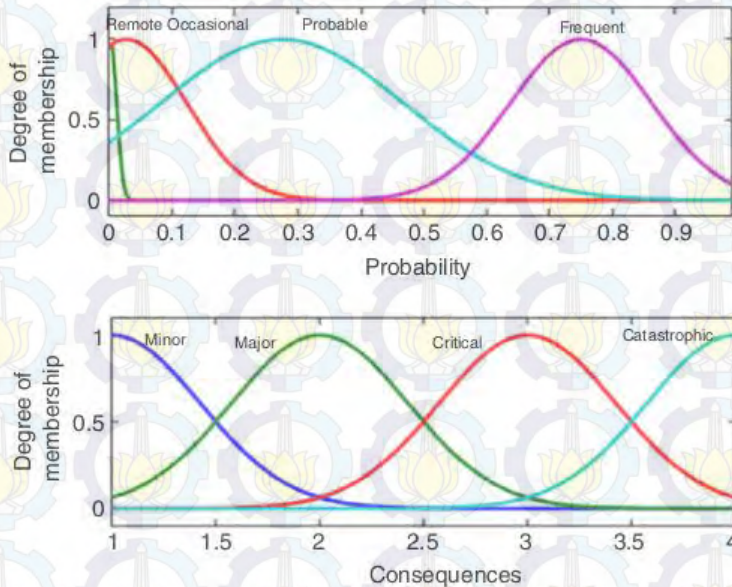 Remote Occasional Probable Frequent
Degree of
membership
1
0.5
0
0 0.1 0.2 0.3 0.4 0.5 0.6 0.7 0.8 0.9
Probability
Minor Major Critical Catastrophic
Degree of
membership
1
0.5
0
1 1.5 2 2.5 3 3.5 4
Consequences